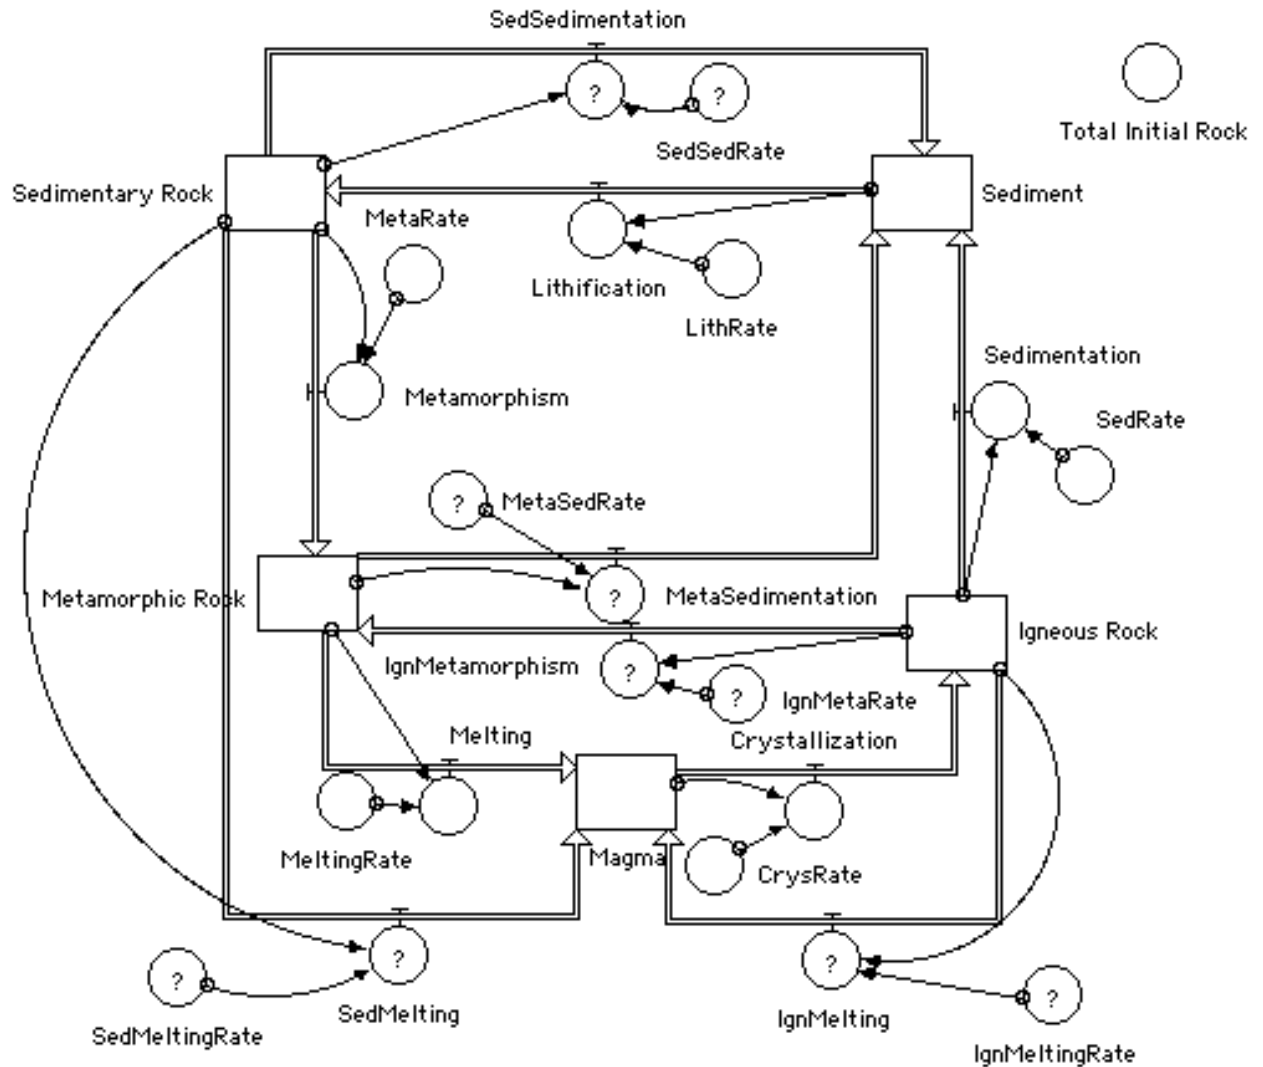 SedSedimentation
?
?
Total Initial Rock
SedSedRate
Sedimentary Rock
Sediment
MetaRate
Lithification
LithRate
Sedimentation
Metamorphism
SedRate
?
MetaSedRate
?
Metamorphic Rock
MetaSedimentation
Igneous Rock
IgnMetamorphism
?
?
IgnMetaRate
Melting
Crystallization
MeltingRate
Magma
CrysRate
?
?
?
?
SedMelting
IgnMelting
SedMeltingRate
IgnMeltingRate